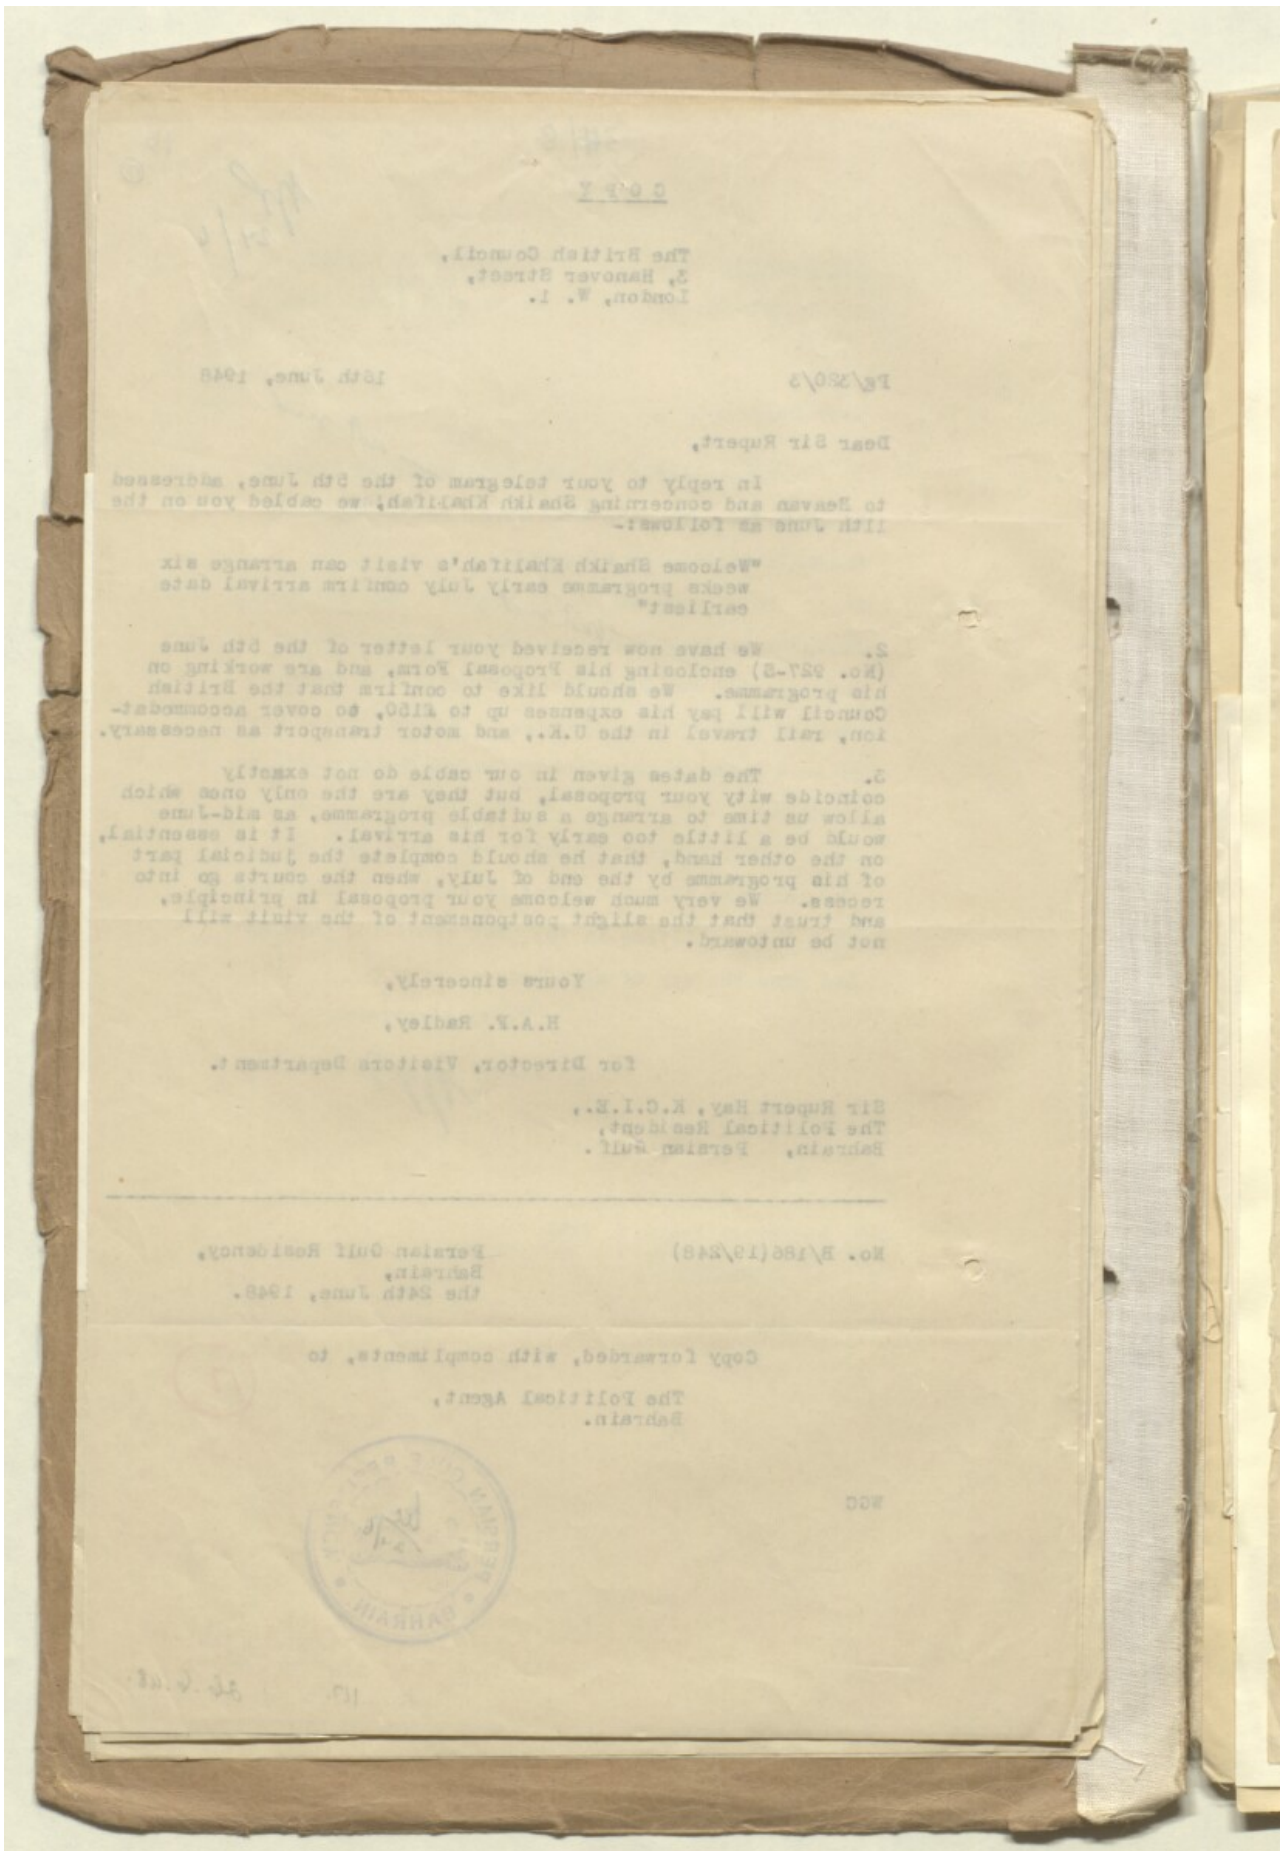 COPY
The British Council,
3, Hanover Street,
London, W. 1.
Pg/320/3 16th June, 1948
Dear Sir Rupert,
In reply to your telegram of the 5th June, addressed
to Heavan and concerning Shaikh Khalifah; we cabled you on the
11th June as follows:-
"Welcome Shaikh Khalifah's visit can arrange six
weeks programme early July confirm arrival date
earliest"
2. We have now received your letter of the 5th June
(No. 927-S) enclosing his Proposal Form, and are working on
his programme. We should like to confirm that the British
Council will pay his expenses up to £150, to cover accommodat-
ion, rail travel in the U.K., and motor transport as necessary.
3. The dates given in our cable do not exactly
coincide wity your proposal, but they are the only ones which
allow us time to arrange a suitable programme, as mid-June
would be a little too early for his arrival. It is essential,
on the other hand, that he should complete the judicial part
of his programme by the end of July, when the courts go into
recess. We very much welcome your proposal in principle,
and trust that the slight postponement of the visit will
not be untoward.
Yours sincerely,
H.A.F. Radley,
for Director, Visitors Department.
Sir Rupert Hay, K.C.I.E.,
The Political Resident,
Bahrain, Persian Gulf.
No. B/186(19/248) Persian Gulf Residency,
Bahrain,
the 24th June, 1948.
Copy forwarded, with compliments, to
The Political Agent,
Bahrain.
PERSIAN GULF RESIDENCY
BAHRAIN
WGC
117 26.6.48